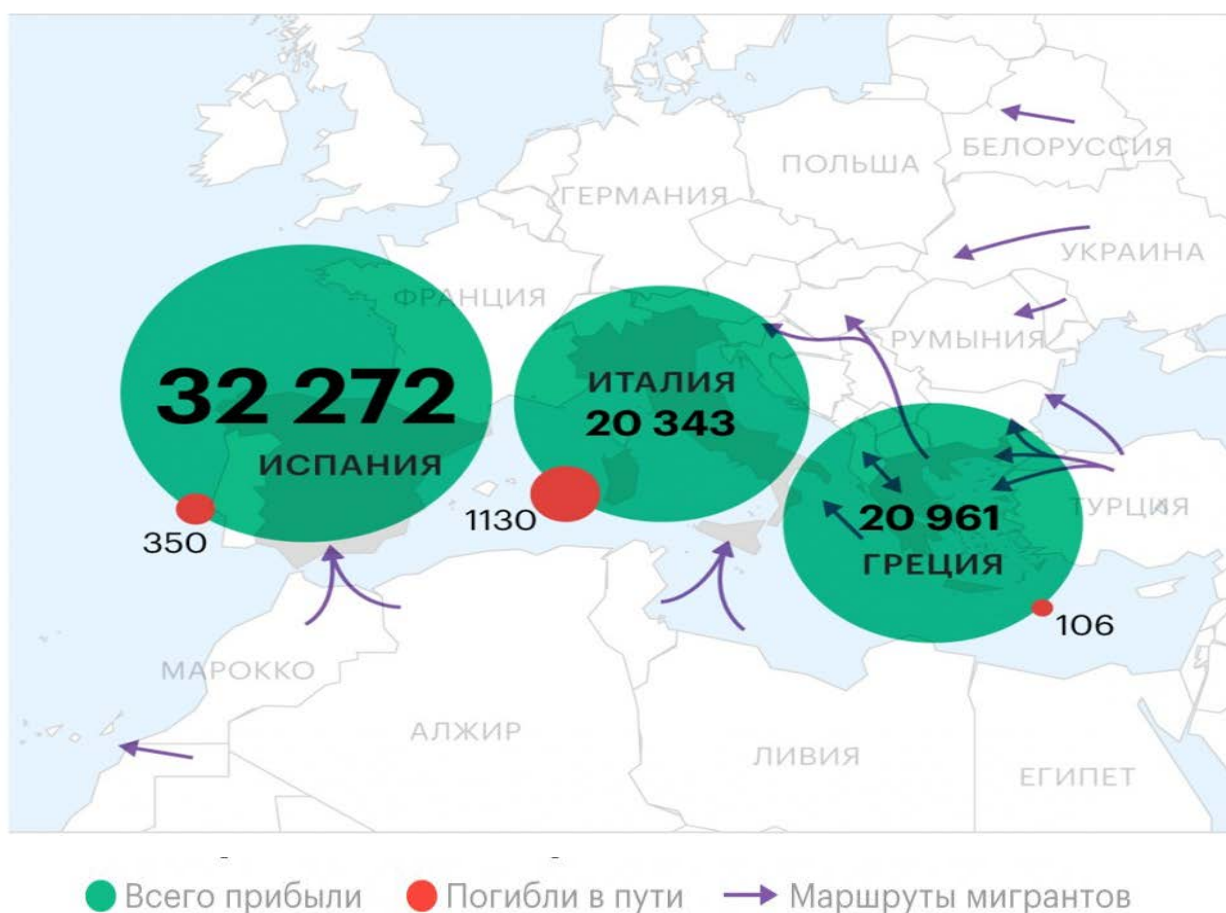 БЕЛОРУССИЯ
ПОЛЬША
ГЕРМАНИЯ
УКРАИНА
ФРАНЦИЯ
РУМЫНИЯ
32 272
ИСПАНИЯ
ИТАЛИЯ
20 343
350
1130
ТУРЦИЯ
20 961
ГРЕЦИЯ
106
МАРОККО
АЛЖИР
ЛИВИЯ
ЕГИПЕТ
Всего прибыли Погибли в пути Маршруты мигрантов